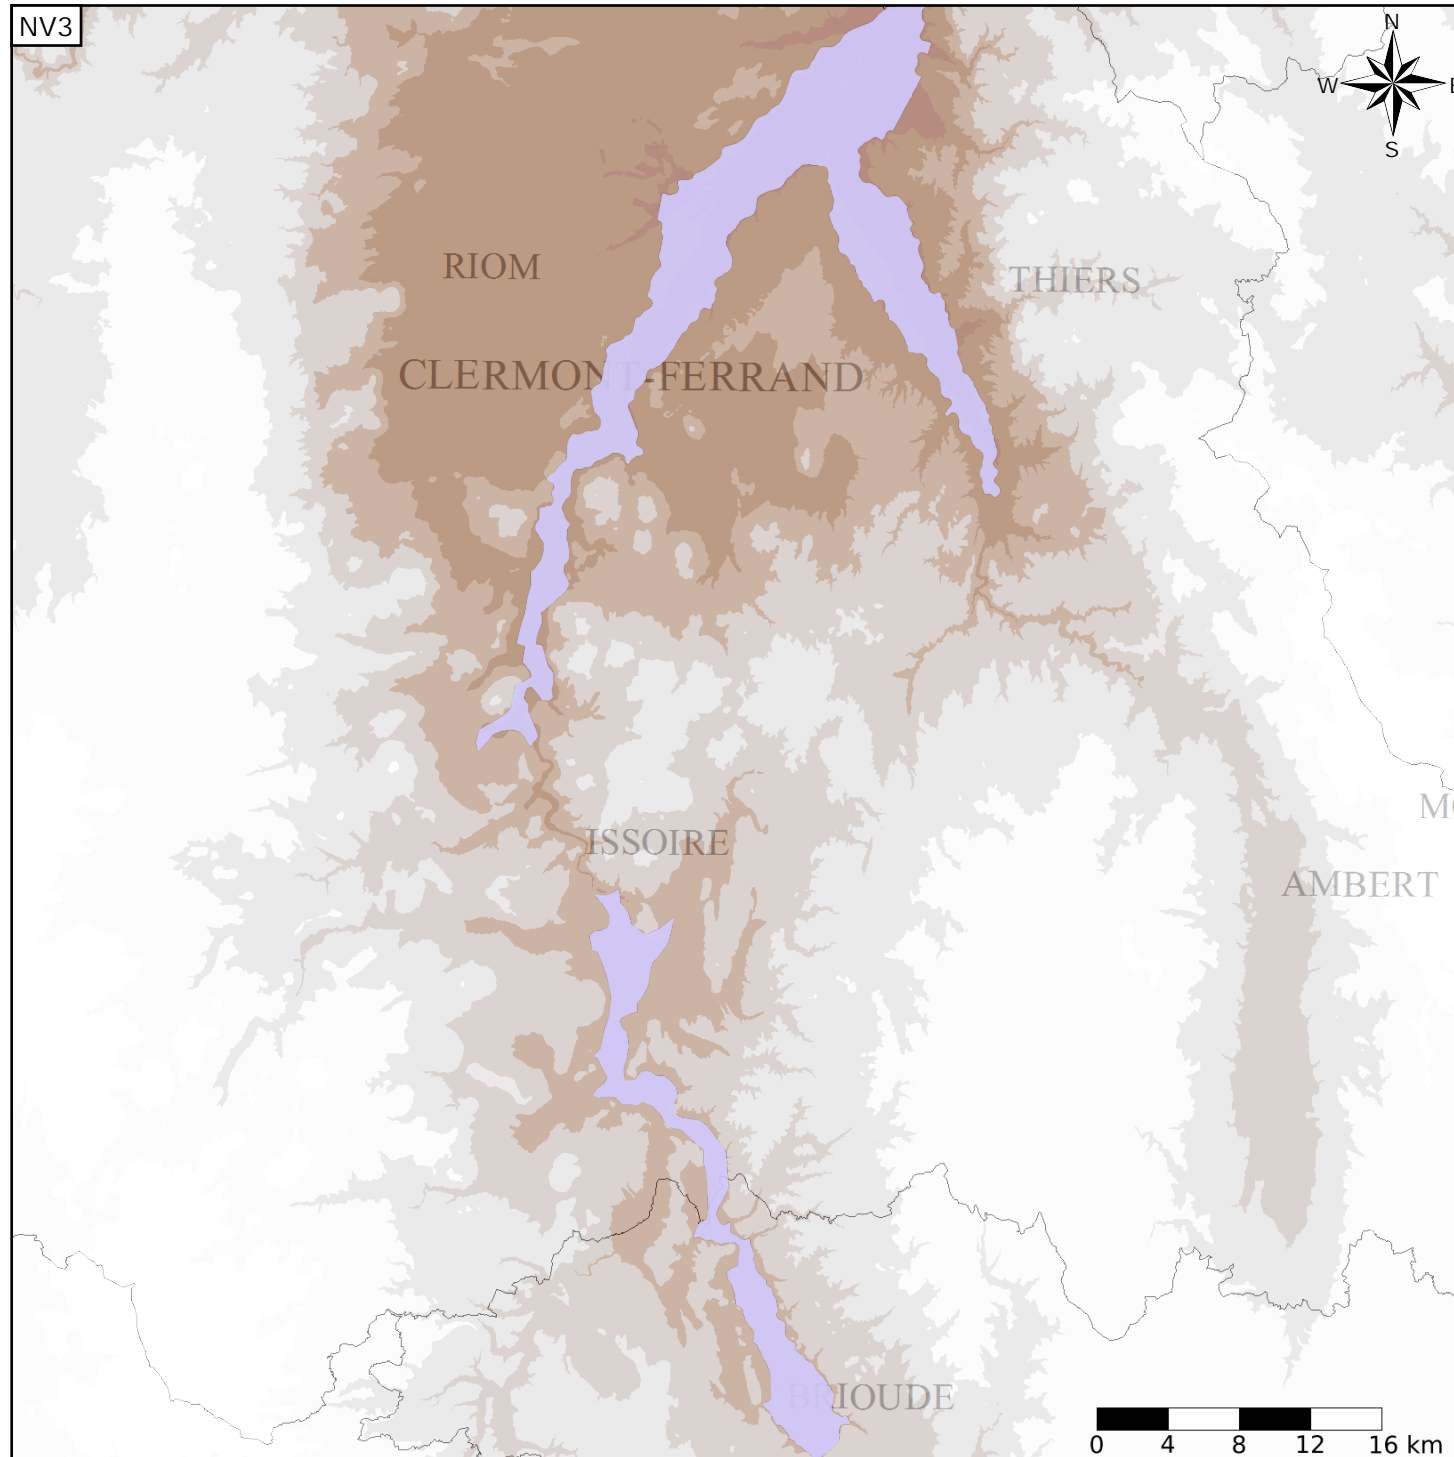 NV3
N
W
E
S
RIOM
THIERS
CLERMONT-FERRAND
ISSOIRE
AMBERT
BRIOUDE
0 4 8 12 16 km